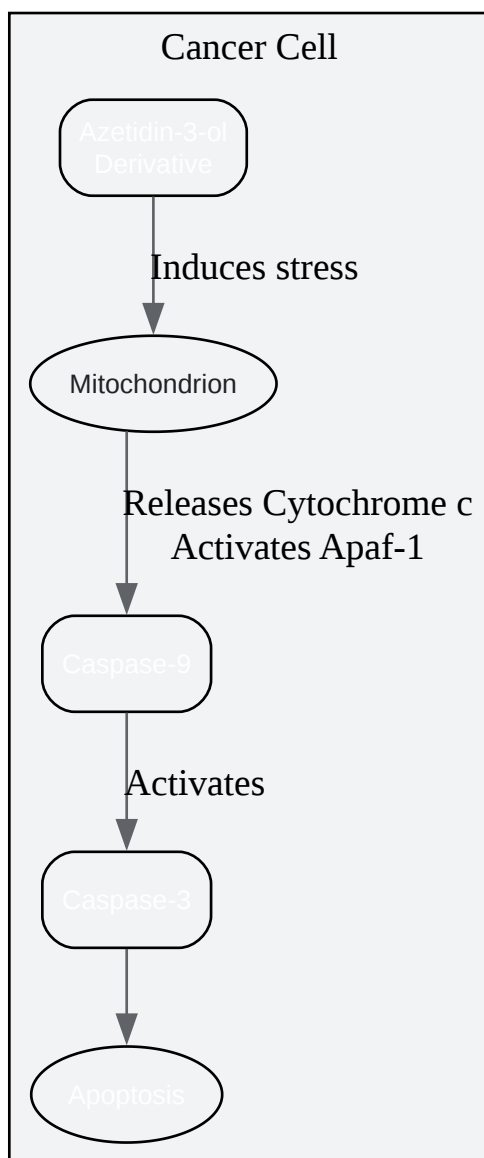 Cancer Cell
Azetidin-3-ol
Derivative
Induces stress
Mitochondrion
Releases Cytochrome c
Activates Apaf-1
Caspase-9
Activates
Caspase-3
Apoptosis